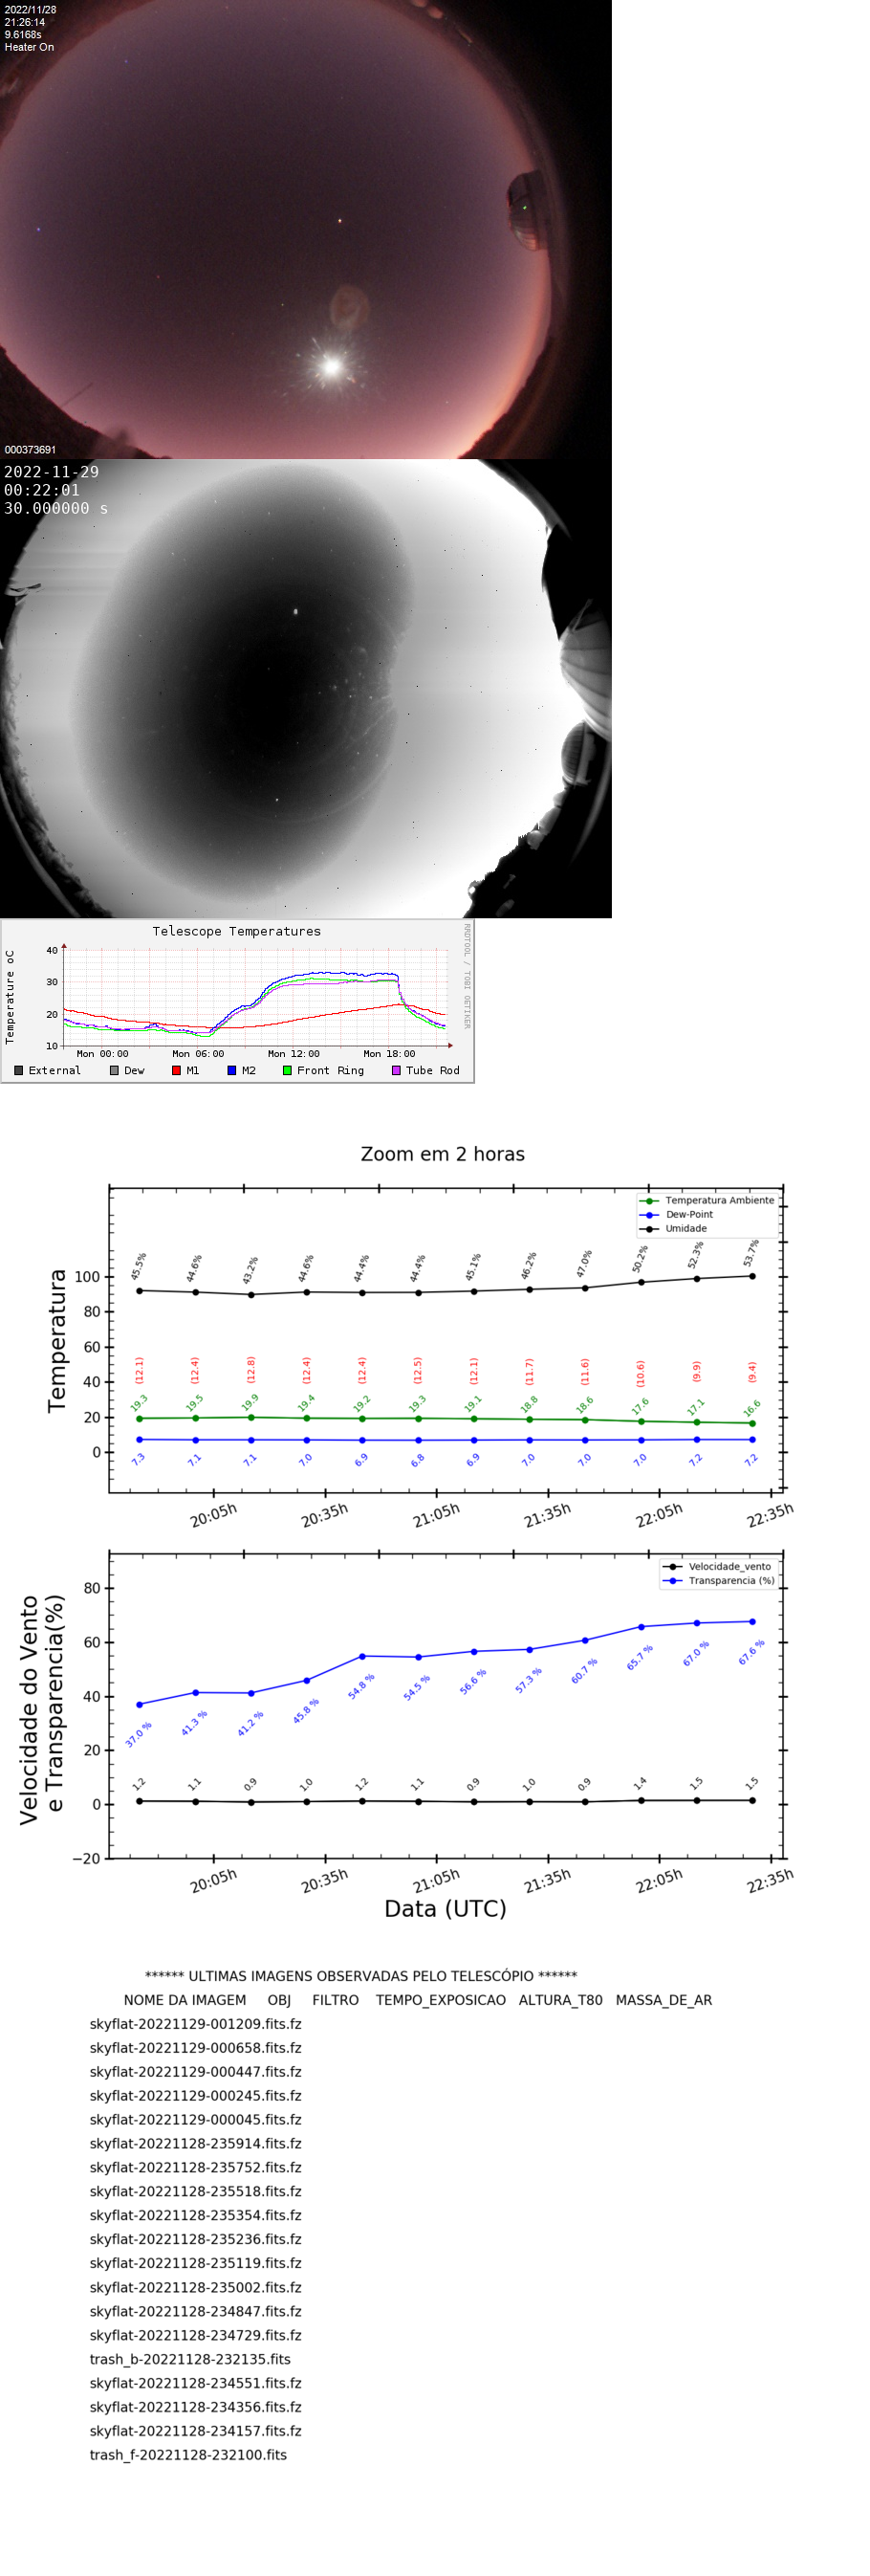 2022/11/28
21:26:14
9.6168s
Heater On
000373691
2022-11-29
00:22:01
30.000000 s
Telescope Temperatures
RRDTOOL / TOBI OETIKER
Temperature oC
40
30
20
10
Mon 00:00 Mon 06:00 Mon 12:00 Mon 18:00
External Dew M1 M2 Front Ring Tube Rod
Zoom em 2 horas
Temperatura Ambiente
Dew-Point
Umidade
Temperatura
45.5% 44.6% 43.2% 44.6% 44.4% 44.4% 45.1% 46.2% 47.0% 50.2% 52.3% 53.7%
100
80
60
40
20
0
(12.1) (12.4) (12.8) (12.4) (12.4) (12.5) (12.1) (11.7) (11.6) (10.6) (9.9) (9.4)
19.3 19.5 19.9 19.4 19.2 19.3 19.1 18.8 18.6 17.6 17.1 16.6
7.3 7.1 7.1 7.0 6.9 6.8 6.9 7.0 7.0 7.0 7.2 7.2
20:05h 20:35h 21:05h 21:35h 22:05h 22:35h
Velocidade_vento
Transparencia (%)
Velocidade do Vento
e Transparencia(%)
80
60
40
20
0
−20
37.0 % 41.3 % 41.2 % 45.8 % 54.8 % 54.5 % 56.6 % 57.3 % 60.7 % 65.7 % 67.0 % 67.6 %
1.2 1.1 0.9 1.0 1.2 1.1 0.9 1.0 0.9 1.4 1.5 1.5
20:05h 20:35h 21:05h 21:35h 22:05h 22:35h
Data (UTC)
****** ULTIMAS IMAGENS OBSERVADAS PELO TELESCÓPIO ******
NOME DA IMAGEM OBJ FILTRO TEMPO_EXPOSICAO ALTURA_T80 MASSA_DE_AR
skyflat-20221129-001209.fits.fz
skyflat-20221129-000658.fits.fz
skyflat-20221129-000447.fits.fz
skyflat-20221129-000245.fits.fz
skyflat-20221129-000045.fits.fz
skyflat-20221128-235914.fits.fz
skyflat-20221128-235752.fits.fz
skyflat-20221128-235518.fits.fz
skyflat-20221128-235354.fits.fz
skyflat-20221128-235236.fits.fz
skyflat-20221128-235119.fits.fz
skyflat-20221128-235002.fits.fz
skyflat-20221128-234847.fits.fz
skyflat-20221128-234729.fits.fz
trash_b-20221128-232135.fits
skyflat-20221128-234551.fits.fz
skyflat-20221128-234356.fits.fz
skyflat-20221128-234157.fits.fz
trash_f-20221128-232100.fits